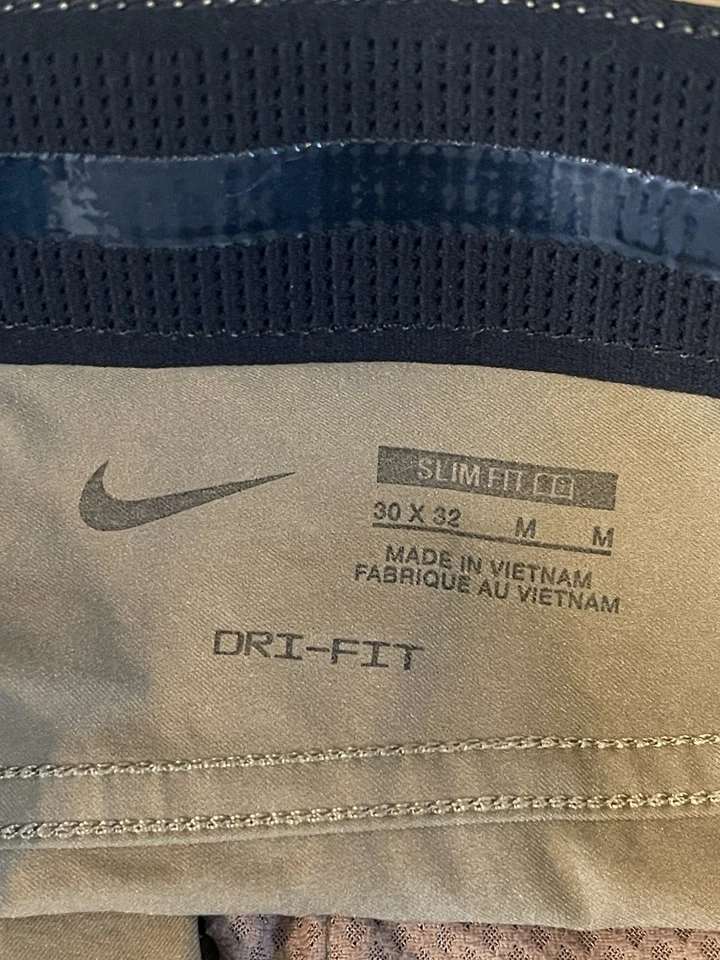 SLIM FIT
30 X 32 M M
MADE IN VIETNAM
FABRIQUE AU VIETNAM
DRI-FIT